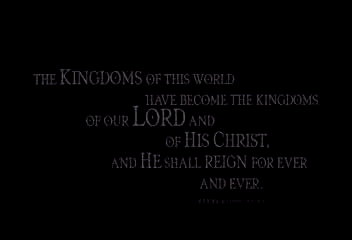 THE KINGDOMS OF THIS WORLD
HAVE BECOME THE KINGDOMS
OF OUR LORD AND
OF HIS CHRIST,
AND HE SHALL REIGN FOR EVER
AND EVER.